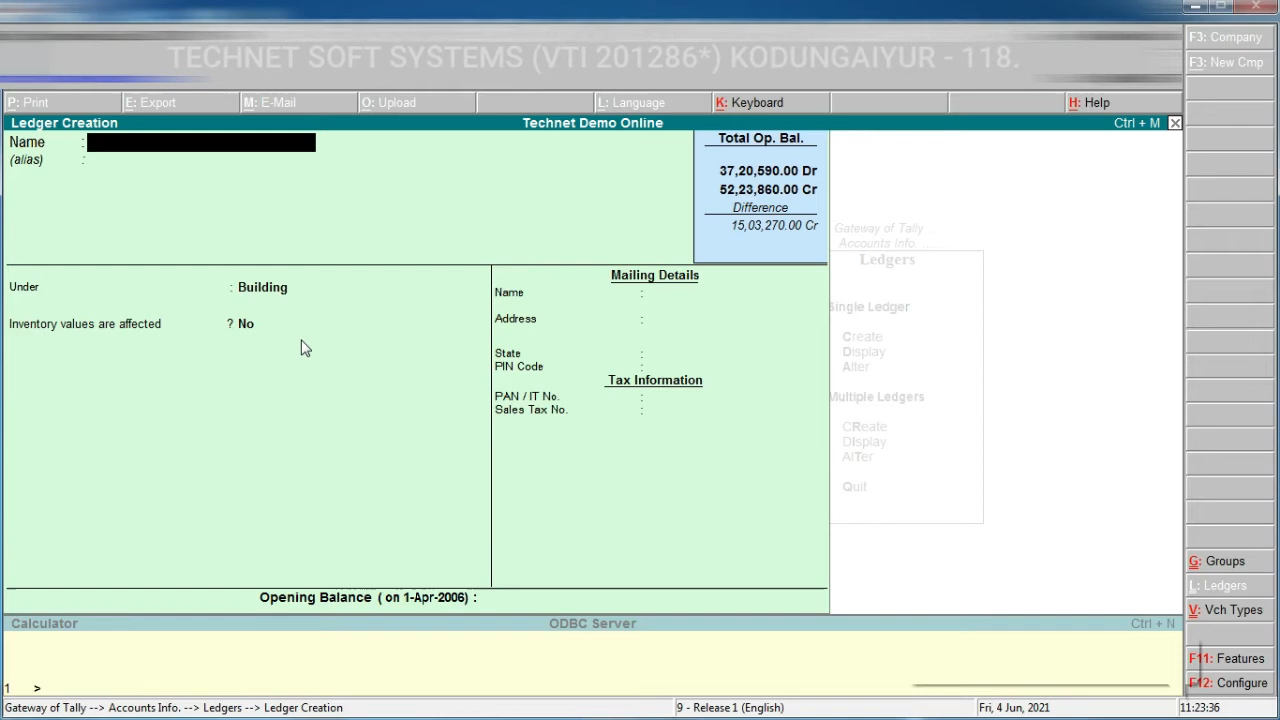 TECHNET SOFT SYSTEMS (VTI 201286*) KODUNGAIYUR - 118.
F3: Company
F3: New Cmp
P: Print E: Export M: E-Mail O: Upload L: Language K: Keyboard H: Help
Ledger Creation Technet Demo Online Ctrl + M
Name :
(alias) :
Total Op. Bal.
37,20,590.00 Dr
52,23,860.00 Cr
Difference
15,03,270.00 Cr
Gateway of Tally ...
Accounts Info. ......
Ledgers
Single Ledger
Create
Display
Alter
Multiple Ledgers
CReate
DIsplay
AlTer
Quit
Under : Building
Inventory values are affected ? No
Mailing Details
Name :
Address :
State :
PIN Code :
Tax Information
PAN / IT No. :
Sales Tax No. :
Opening Balance ( on 1-Apr-2006) :
G: Groups
L: Ledgers
V: Vch Types
F11: Features
F12: Configure
Calculator ODBC Server Ctrl + N
1 >
Gateway of Tally --> Accounts Info. --> Ledgers --> Ledger Creation 9 - Release 1 (English) Fri, 4 Jun, 2021 11:23:36